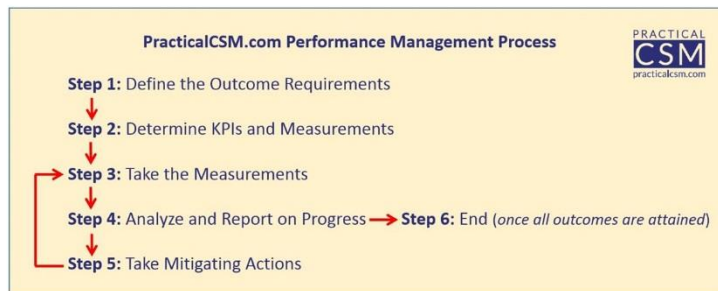 PracticalCSM.com Performance Management Process
PRACTICAL
CSM
practicalcsm.com
Step 1: Define the Outcome Requirements
Step 2: Determine KPIs and Measurements
Step 3: Take the Measurements
Step 4: Analyze and Report on Progress
Step 6: End (once all outcomes are attained)
Step 5: Take Mitigating Actions